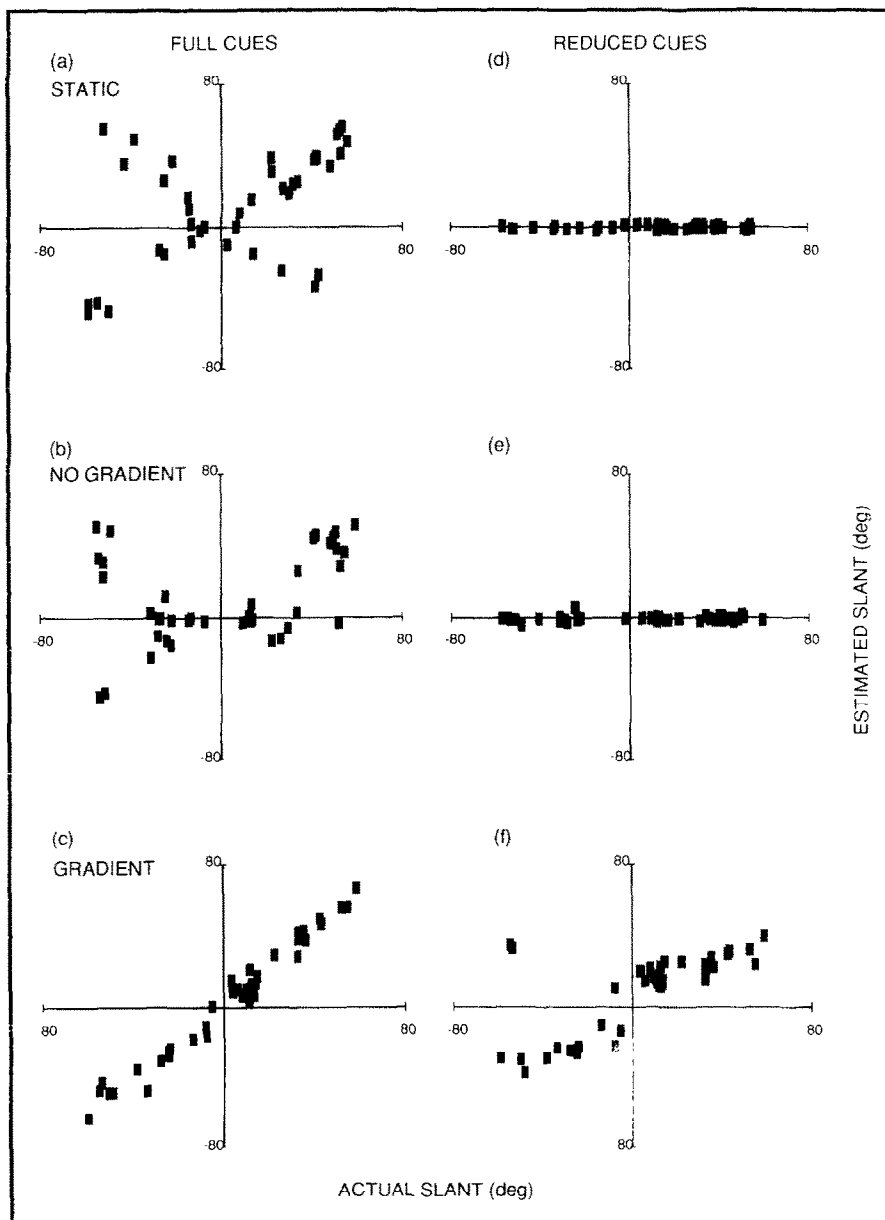 FULL CUES
REDUCED CUES
(a)
STATIC
80
-80
80
-80
(d)
80
-80
80
-80
(b)
NO GRADIENT
80
-80
80
-80
(e)
80
-80
80
-80
ESTIMATED SLANT (deg)
(c)
GRADIENT
80
80
80
-80
(f)
80
-80
80
80
ACTUAL SLANT (deg)